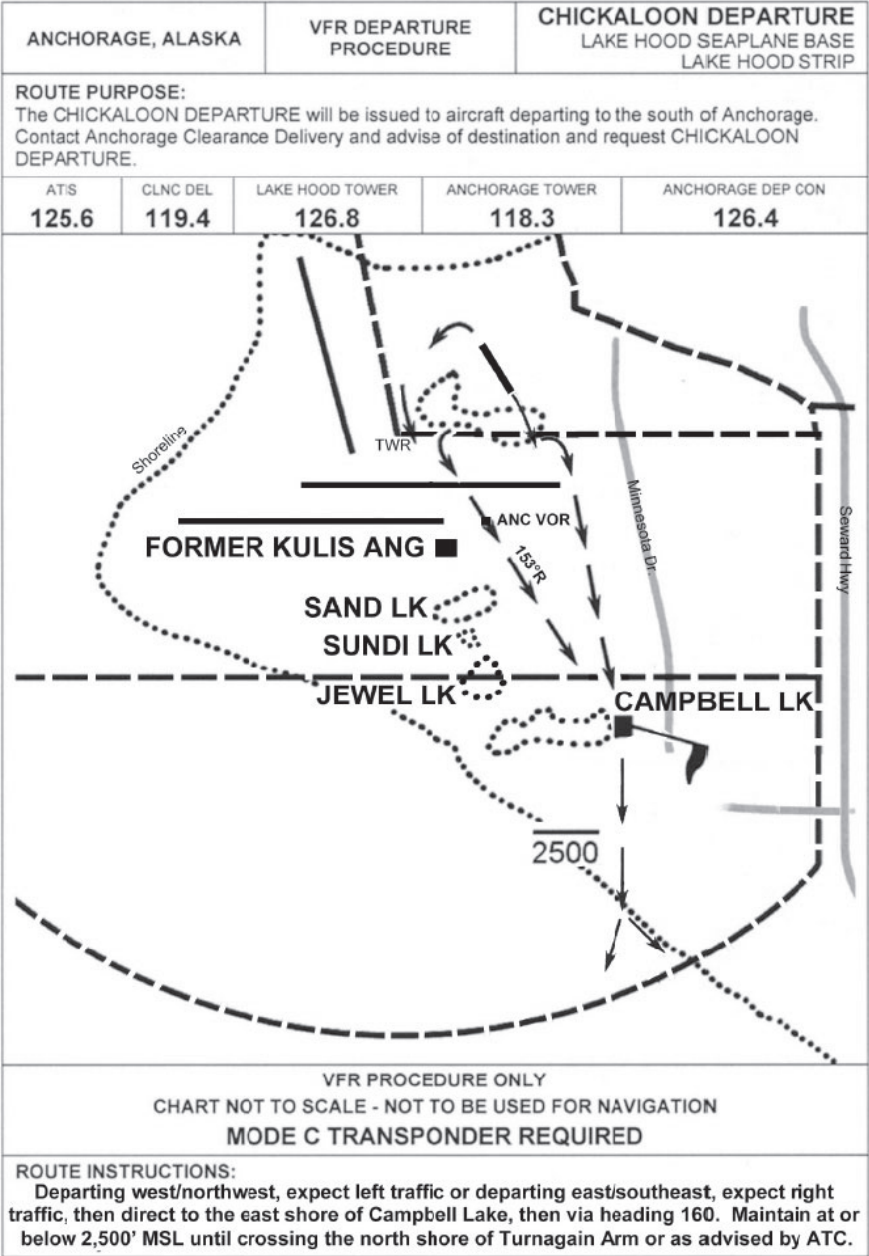 ANCHORAGE, ALASKA
VFR DEPARTURE
PROCEDURE
CHICKALOON DEPARTURE
LAKE HOOD SEAPLANE BASE
LAKE HOOD STRIP
ROUTE PURPOSE:
The CHICKALOON DEPARTURE will be issued to aircraft departing to the south of Anchorage.
Contact Anchorage Clearance Delivery and advise of destination and request CHICKALOON
DEPARTURE.
ATIS
125.6
CLNC DEL
119.4
LAKE HOOD TOWER
126.8
ANCHORAGE TOWER
118.3
ANCHORAGE DEP CON
126.4
Shoreline
TWR
Minnesota Dr.
Seward Hwy
ANC VOR
FORMER KULIS ANG
153°R
SAND LK
SUNDI LK
JEWEL LK
CAMPBELL LK
2500
VFR PROCEDURE ONLY
CHART NOT TO SCALE - NOT TO BE USED FOR NAVIGATION
MODE C TRANSPONDER REQUIRED
ROUTE INSTRUCTIONS:
Departing west/northwest, expect left traffic or departing east/southeast, expect right
traffic, then direct to the east shore of Campbell Lake, then via heading 160. Maintain at or
below 2,500' MSL until crossing the north shore of Turnagain Arm or as advised by ATC.